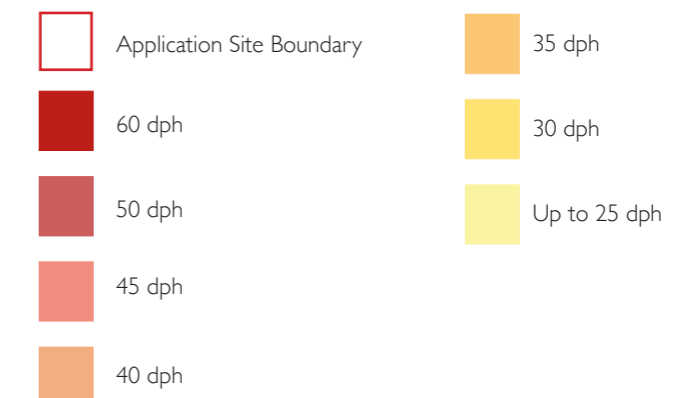 Application Site Boundary
60 dph
50 dph
45 dph
40 dph
35 dph
30 dph
Up to 25 dph